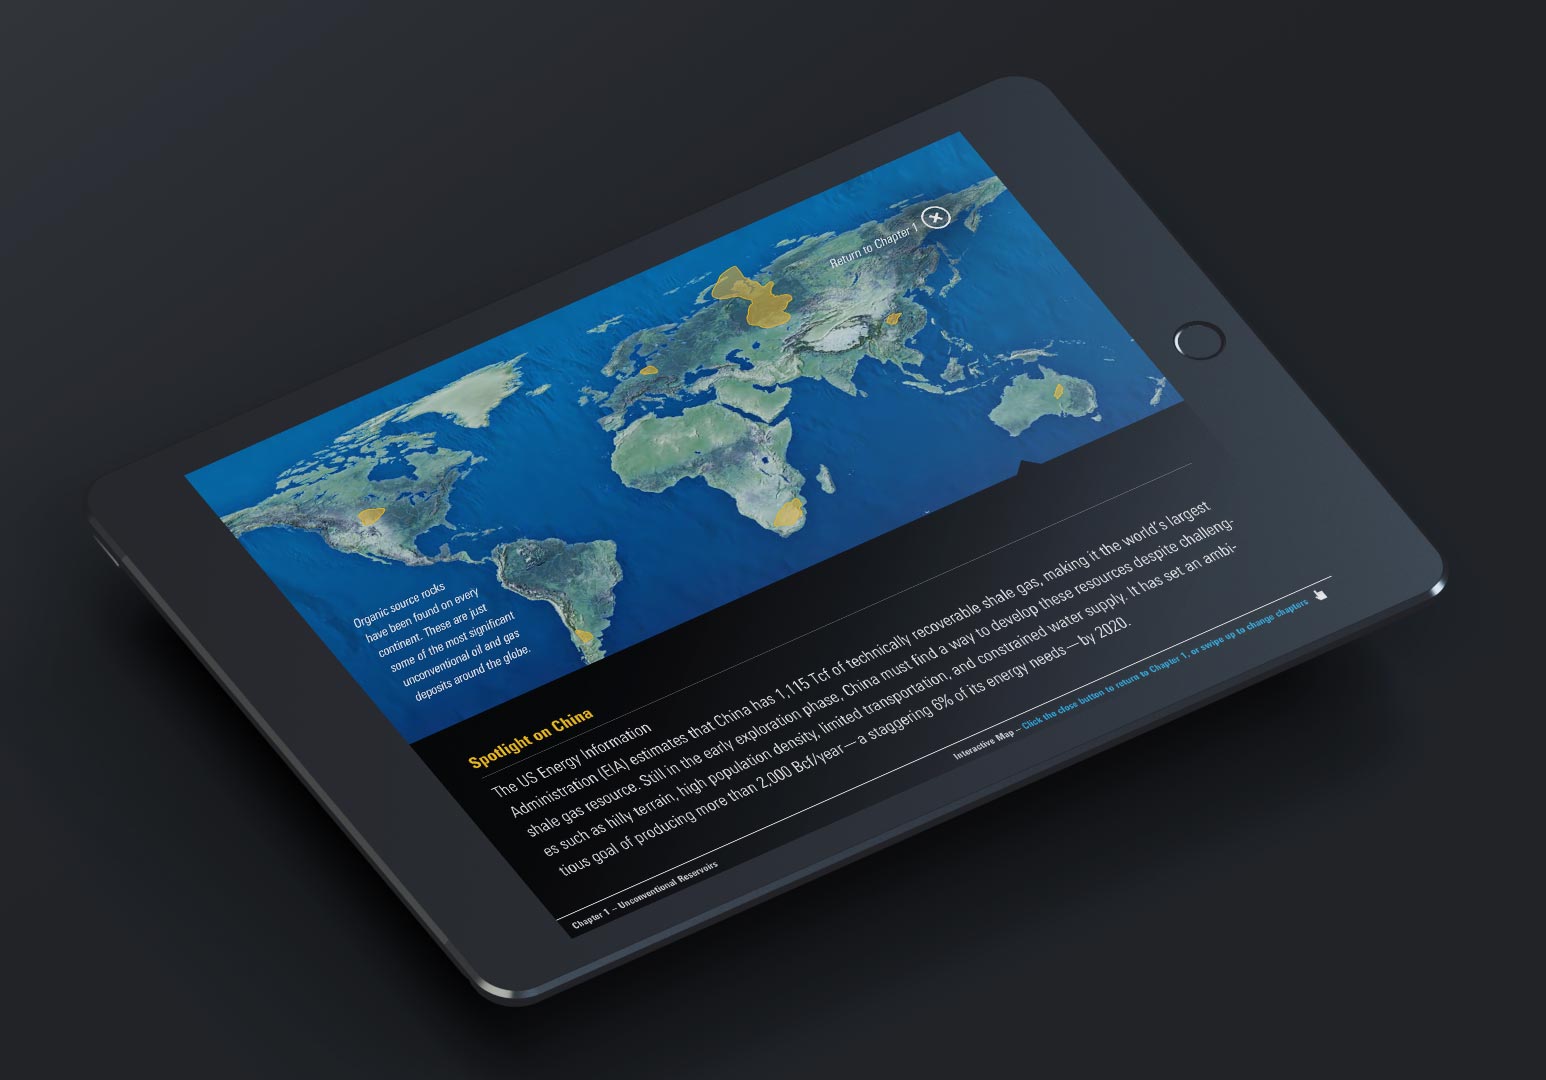 Return to Chapter 1
Organic source rocks
have been found on every
continent. These are just
some of the most significant
unconventional oil and gas
deposits around the globe.
Spotlight on China
The US Energy Information
Administration (EIA) estimates that China has 1,115 Tcf of technically recoverable shale gas, making it the world's largest
shale gas resource. Still in the early exploration phase, China must find a way to develop these resources despite challeng-
es such as hilly terrain, high population density, limited transportation, and constrained water supply. It has set an ambi-
tious goal of producing more than 2,000 Bcf/year—a staggering 6% of its energy needs—by 2020.
Chapter 1 – Unconventional Reservoirs
Interactive Map – Click the close button to return to Chapter 1, or swipe up to change chapters